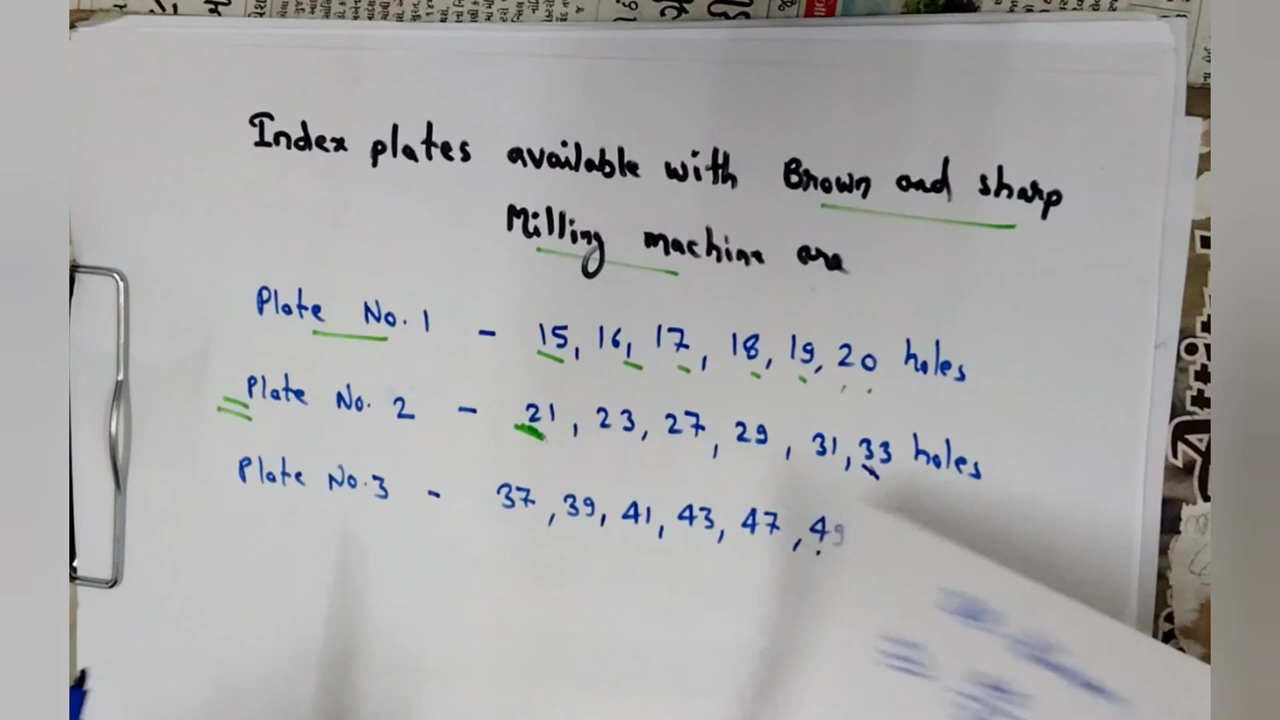 Index plates available with Brown and sharp
Milling machine are
Plate No. 1 - 15, 16, 17, 18, 19, 20 holes
Plate No. 2 - 21, 23, 27, 29, 31, 33 holes
Plate No.3 - 37, 39, 41, 43, 47, 49